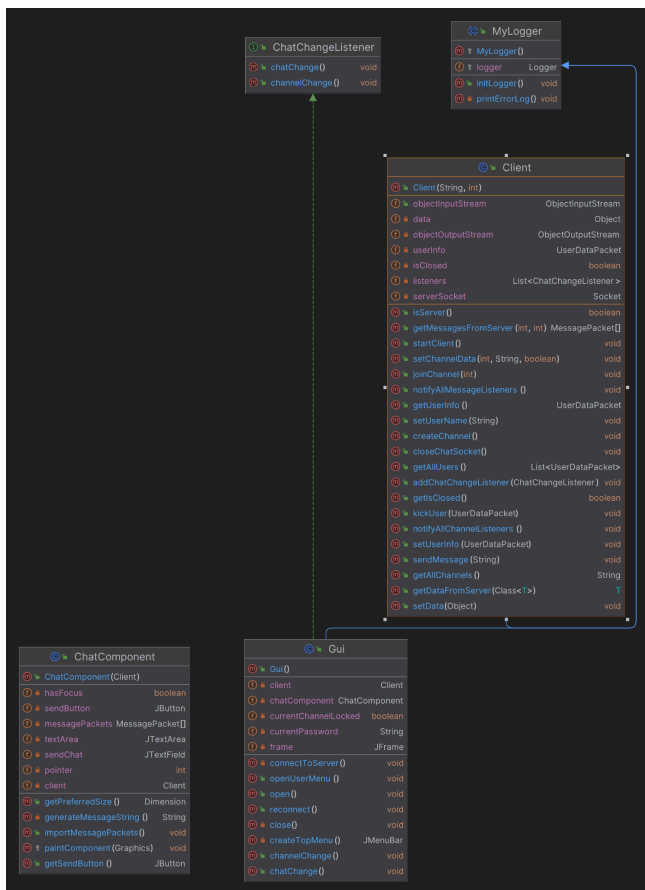 MyLogger
MyLogger()
logger Logger
initLogger() void
printErrorLog() void
ChatChangeListener
chatChange() void
channelChange() void
Client
Client(String, int)
objectInputStream ObjectInputStream
data Object
objectOutputStream ObjectOutputStream
userInfo UserDataPacket
isClosed boolean
listeners List<ChatChangeListener>
serverSocket Socket
isServer() boolean
getMessagesFromServer(int, int) MessagePacket[]
startClient() void
setChannelData(int, String, boolean) void
joinChannel(int) void
notifyAllMessageListeners() void
getUserInfo() UserDataPacket
setUserName(String) void
createChannel() void
closeChatSocket() void
getAllUsers() List<UserDataPacket>
addChatChangeListener(ChatChangeListener) void
getIsClosed() boolean
kickUser(UserDataPacket) void
notifyAllChannelListeners() void
setUserInfo(UserDataPacket) void
sendMessage(String) void
getAllChannels() String
getDataFromServer(Class<T>) T
setData(Object) void
ChatComponent
ChatComponent(Client)
hasFocus boolean
sendButton JButton
messagePackets MessagePacket[]
textArea JTextArea
sendChat JTextField
pointer int
client Client
getPreferredSize() Dimension
generateMessageString() String
importMessagePackets() void
paintComponent(Graphics) void
getSendButton() JButton
Gui
Gui()
client Client
chatComponent ChatComponent
currentChannelLocked boolean
currentPassword String
frame JFrame
connectToServer() void
openUserMenu() void
open() void
reconnect() void
close() void
createTopMenu() JMenuBar
channelChange() void
chatChange() void